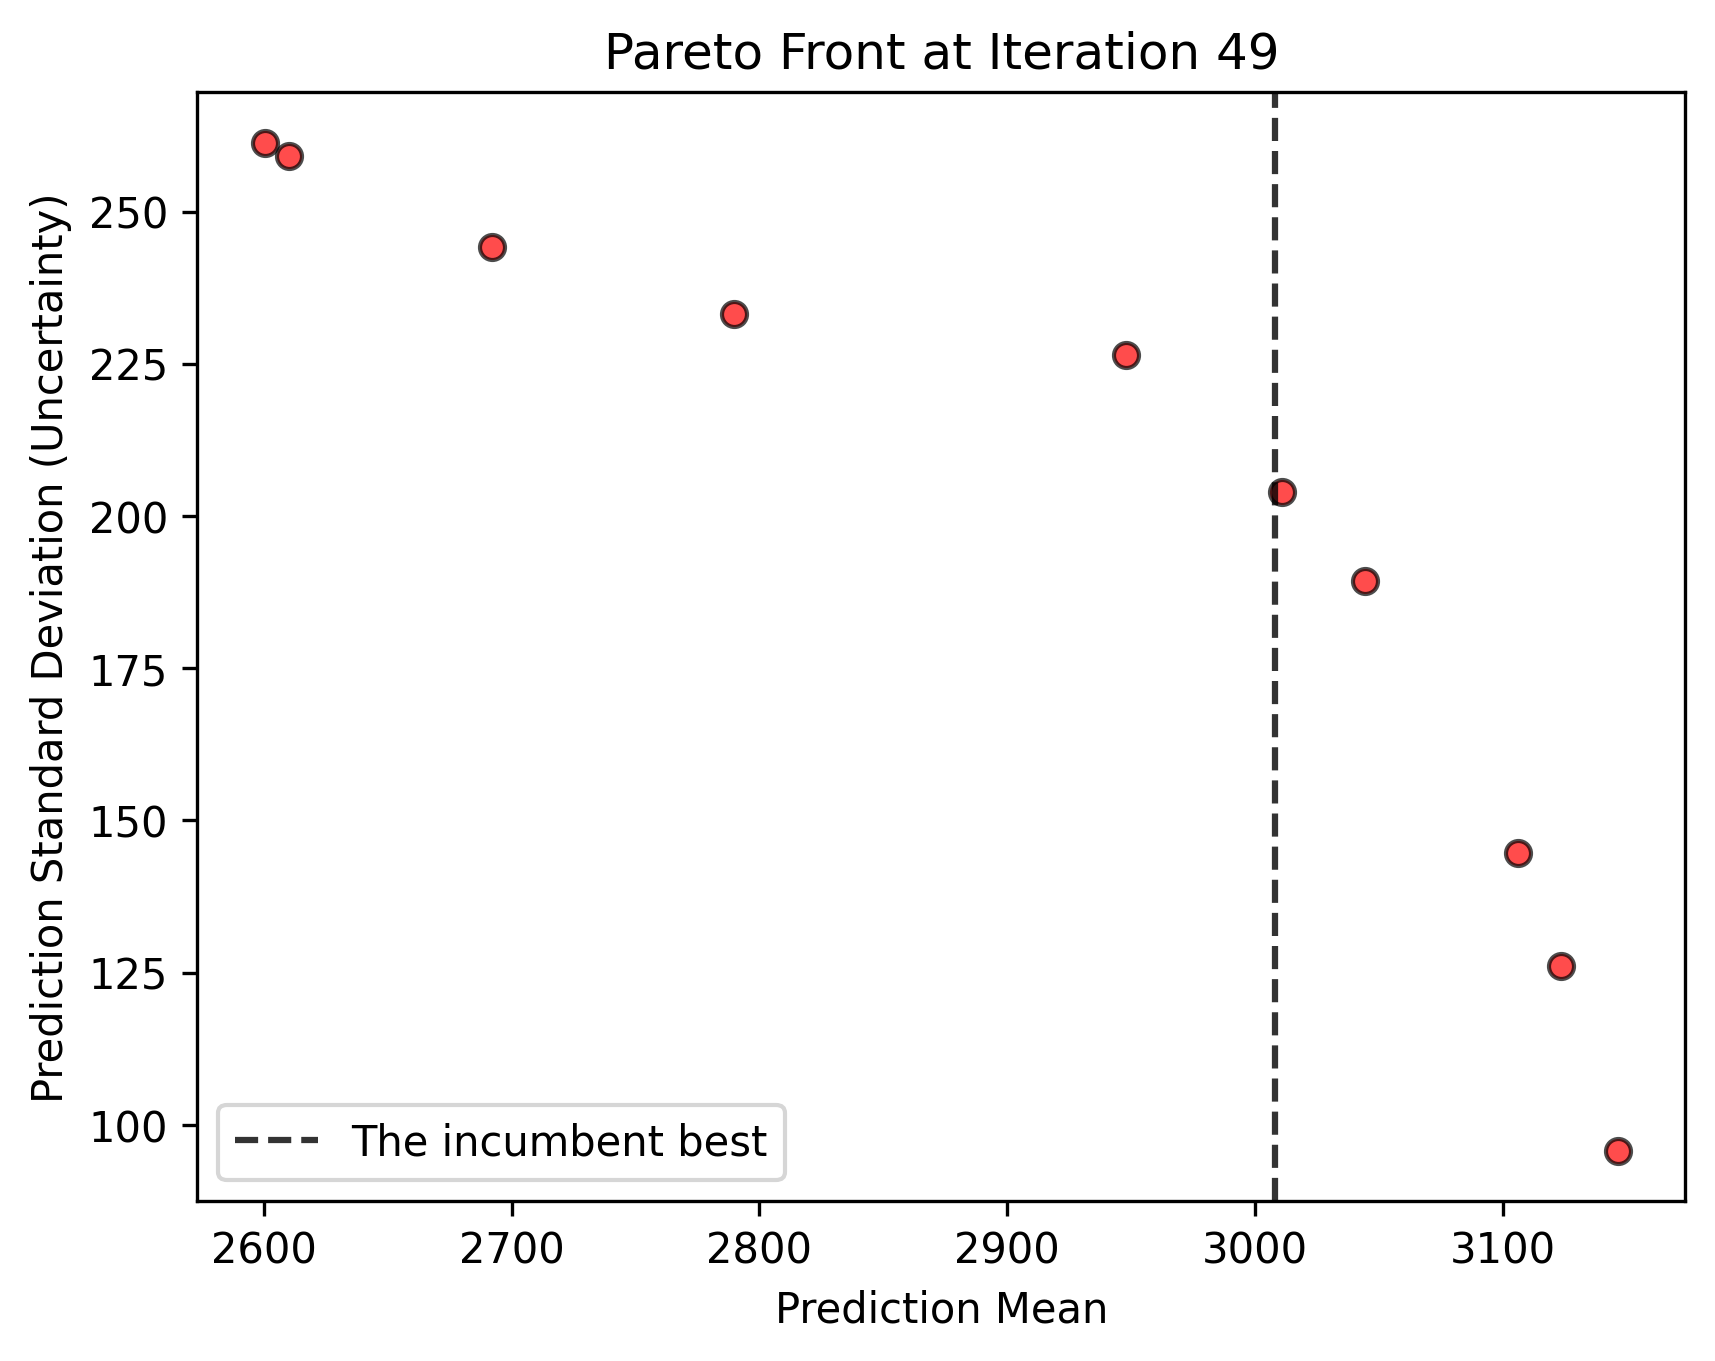 Pareto Front at Iteration 49
Prediction Standard Deviation (Uncertainty)
250
225
200
175
150
125
100
The incumbent best
2600 2700 2800 2900 3000 3100
Prediction Mean